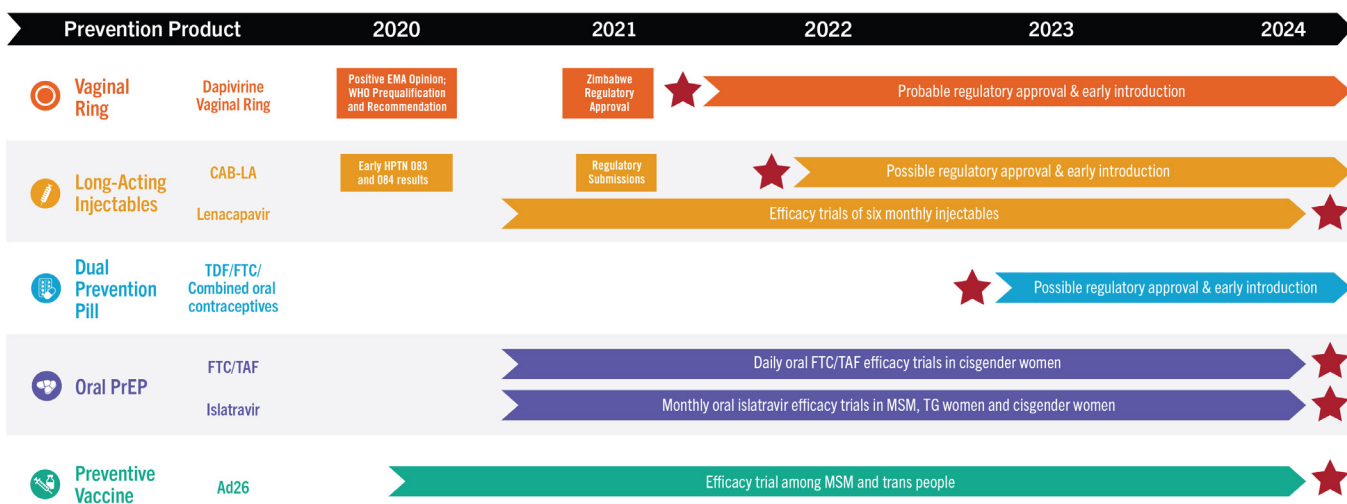 Prevention Product 2020 2021 2022 2023 2024
Vaginal
Ring
Dapivirine
Vaginal Ring
Positive EMA Opinion;
WHO Prequalification
and Recommendation
Zimbabwe
Regulatory
Approval
Probable regulatory approval & early introduction
Long-Acting
Injectables
CAB-LA
Early HPTN 083
and 084 results
Regulatory
Submissions
Possible regulatory approval & early introduction
Lenacapavir
Efficacy trials of six monthly injectables
Dual
Prevention
Pill
TDF/FTC/
Combined oral
contraceptives
Possible regulatory approval & early introduction
Oral PrEP
FTC/TAF
Daily oral FTC/TAF efficacy trials in cisgender women
Islatravir
Monthly oral islatravir efficacy trials in MSM, TG women and cisgender women
Preventive
Vaccine
Ad26
Efficacy trial among MSM and trans people